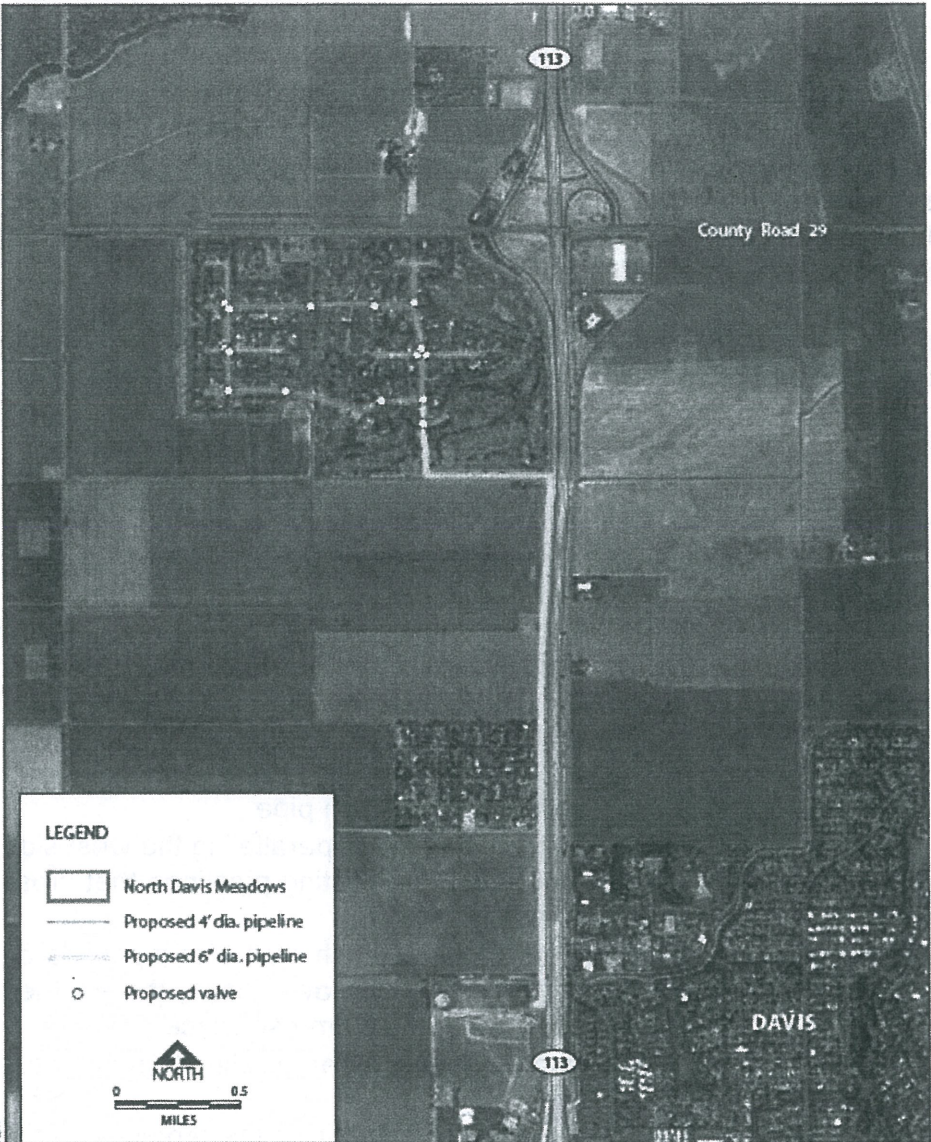 113
County Road 29
LEGEND
North Davis Meadows
Proposed 4' dia. pipeline
Proposed 6" dia. pipeline
Proposed valve
NORTH
0 0.5
MILES
DAVIS
113